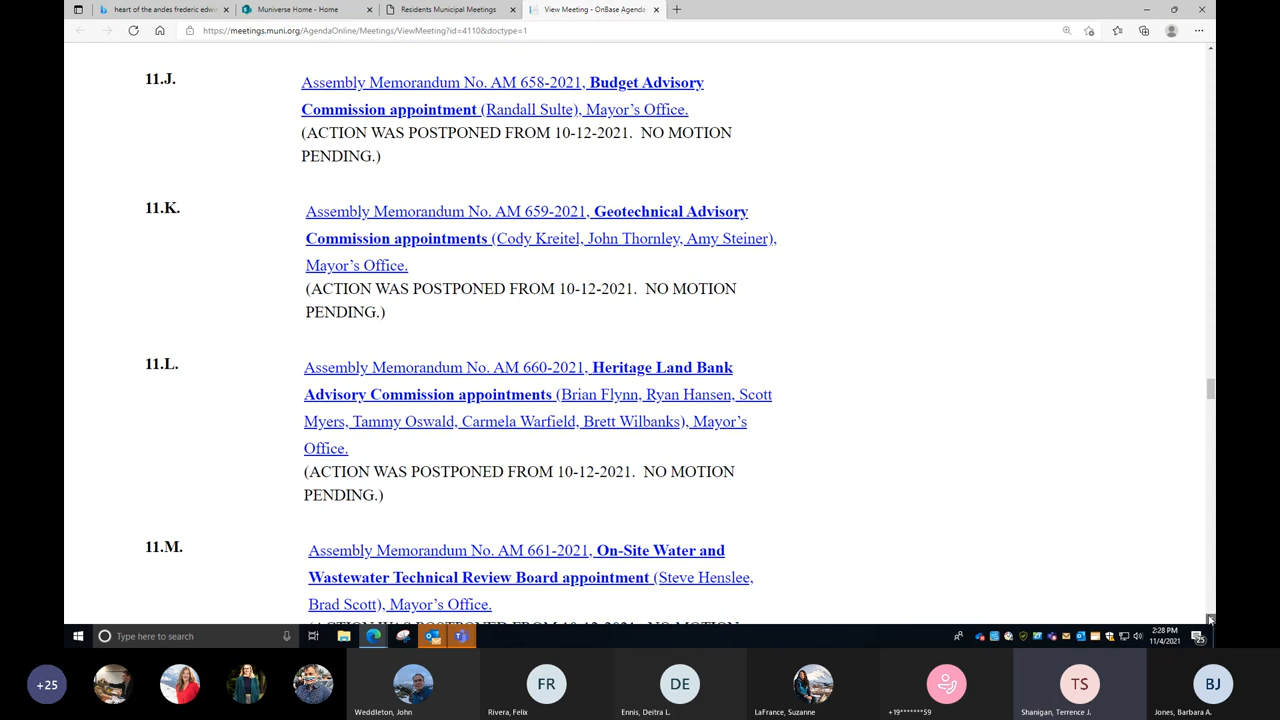 heart of the andes frederic edwi
Muniverse Home - Home
Residents Municipal Meetings
View Meeting - OnBase Agenda
https://meetings.muni.org/AgendaOnline/Meetings/ViewMeeting?id=4110&doctype=1
11.J.
Assembly Memorandum No. AM 658-2021, Budget Advisory
Commission appointment (Randall Sulte), Mayor's Office.
(ACTION WAS POSTPONED FROM 10-12-2021.  NO MOTION
PENDING.)
11.K.
Assembly Memorandum No. AM 659-2021, Geotechnical Advisory
Commission appointments (Cody Kreitel, John Thornley, Amy Steiner),
Mayor's Office.
(ACTION WAS POSTPONED FROM 10-12-2021.  NO MOTION
PENDING.)
11.L.
Assembly Memorandum No. AM 660-2021, Heritage Land Bank
Advisory Commission appointments (Brian Flynn, Ryan Hansen, Scott
Myers, Tammy Oswald, Carmela Warfield, Brett Wilbanks), Mayor's
Office.
(ACTION WAS POSTPONED FROM 10-12-2021.  NO MOTION
PENDING.)
11.M.
Assembly Memorandum No. AM 661-2021, On-Site Water and
Wastewater Technical Review Board appointment (Steve Henslee,
Brad Scott), Mayor's Office.
Type here to search
2:28 PM
11/4/2021
25
+25
FR
DE
TS
BJ
Weddleton, John
Rivera, Felix
Ennis, Deitra L.
LaFrance, Suzanne
+19*******59
Shanigan, Terrence J.
Jones, Barbara A.